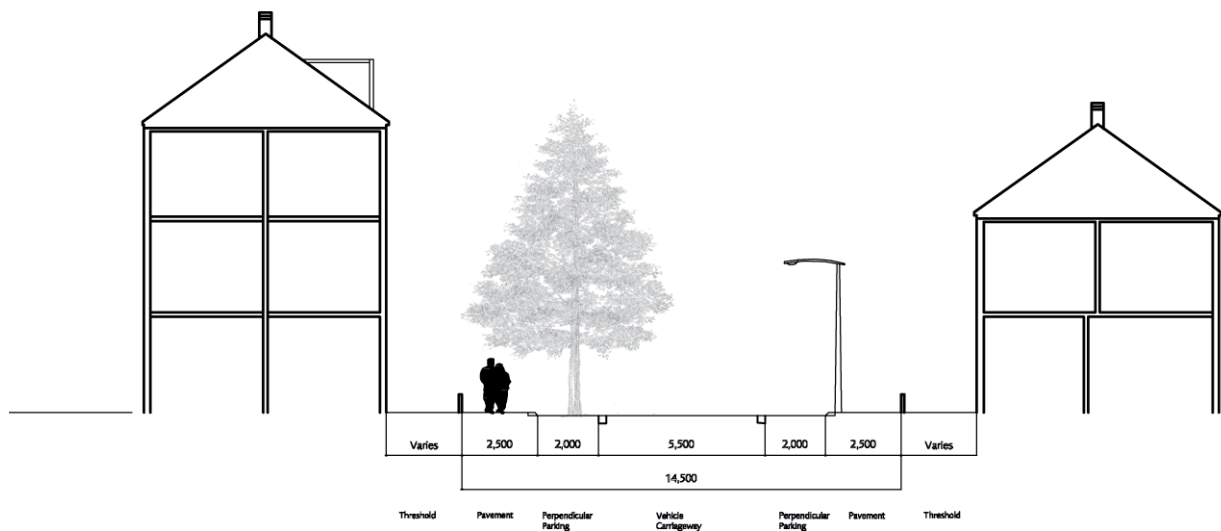 Varies 2,500 2,000 5,500 2,000 2,500 Varies
14,500
Threshold Pavement Perpendicular Parking Vehicle Carriageway Perpendicular Parking Pavement Threshold